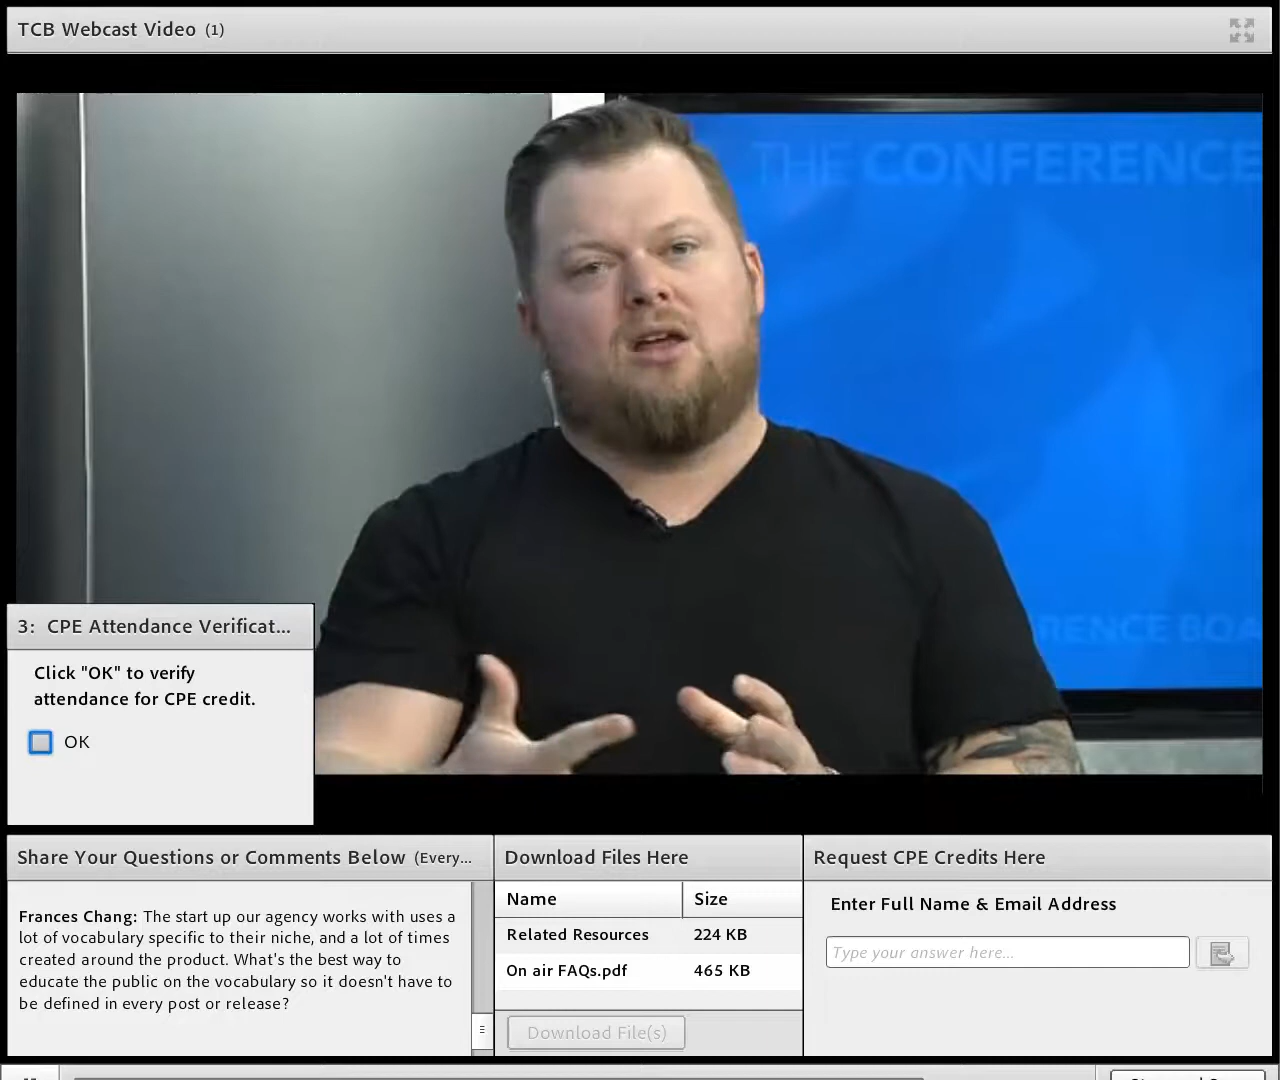 TCB Webcast Video (1)
THE CONFERENCE
RENCE BOA
3: CPE Attendance Verificat...
Click "OK" to verify
attendance for CPE credit.
OK
Share Your Questions or Comments Below (Every...
Frances Chang: The start up our agency works with uses a
lot of vocabulary specific to their niche, and a lot of times
created around the product. What's the best way to
educate the public on the vocabulary so it doesn't have to
be defined in every post or release?
Download Files Here
Name Size
Related Resources 224 KB
On air FAQs.pdf 465 KB
Download File(s)
Request CPE Credits Here
Enter Full Name & Email Address
Type your answer here...